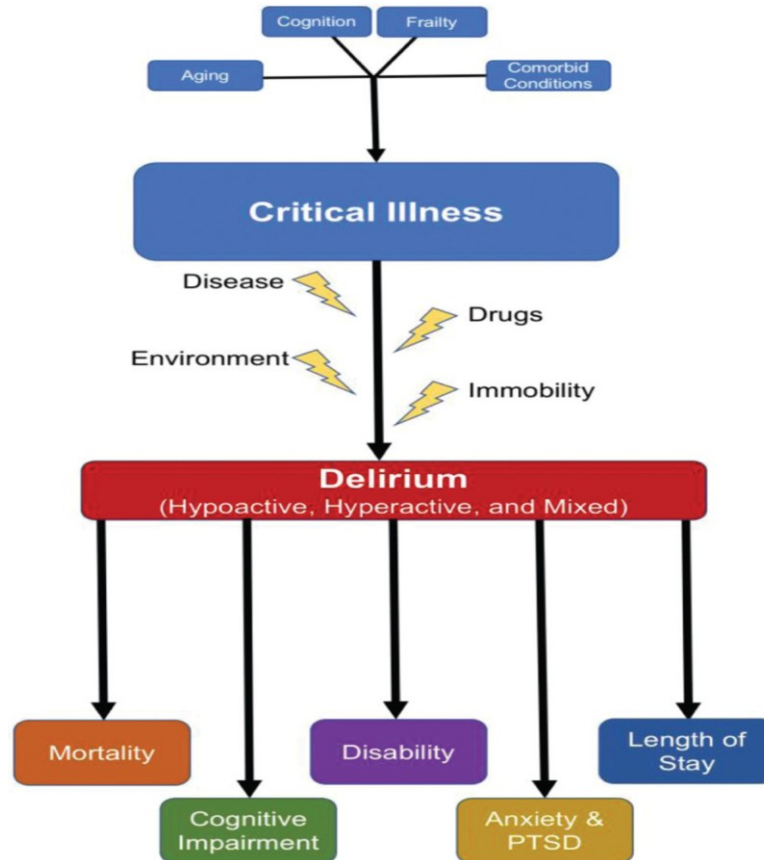 Cognition
Frailty
Aging
Comorbid
Conditions
Critical Illness
Disease
Drugs
Environment
Immobility
Delirium
(Hypoactive, Hyperactive, and Mixed)
Mortality
Disability
Length of
Stay
Cognitive
Impairment
Anxiety &
PTSD